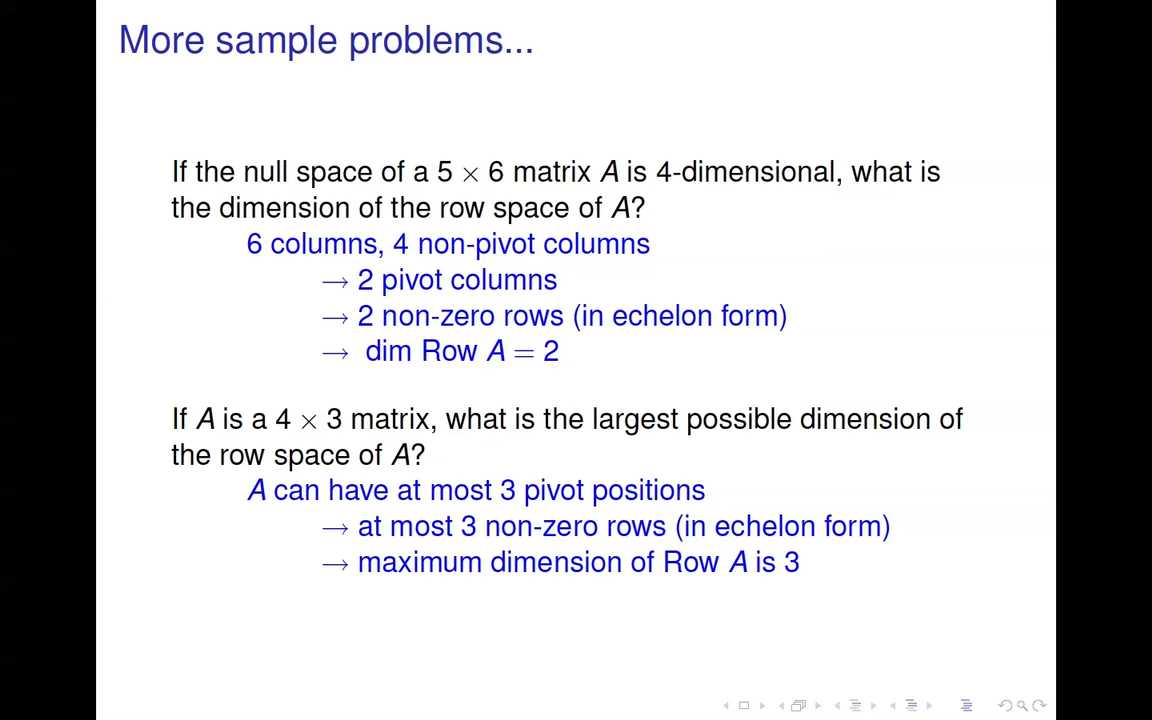 More sample problems...
If the null space of a 5 × 6 matrix A is 4-dimensional, what is
the dimension of the row space of A?
6 columns, 4 non-pivot columns
→ 2 pivot columns
→ 2 non-zero rows (in echelon form)
→ dim Row A = 2
If A is a 4 × 3 matrix, what is the largest possible dimension of
the row space of A?
A can have at most 3 pivot positions
→ at most 3 non-zero rows (in echelon form)
→ maximum dimension of Row A is 3